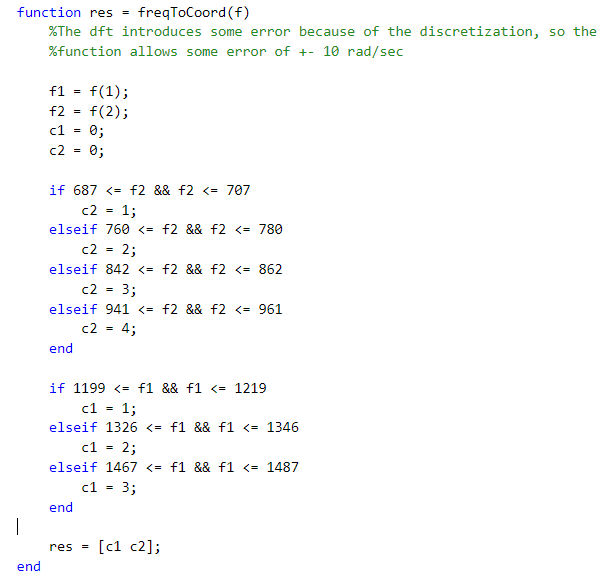 function res = freqToCoord(f)
    %The dft introduces some error because of the discretization, so the
    %function allows some error of +- 10 rad/sec

    f1 = f(1);
    f2 = f(2);
    c1 = 0;
    c2 = 0;

    if 687 <= f2 && f2 <= 707
        c2 = 1;
    elseif 760 <= f2 && f2 <= 780
        c2 = 2;
    elseif 842 <= f2 && f2 <= 862
        c2 = 3;
    elseif 941 <= f2 && f2 <= 961
        c2 = 4;
    end

    if 1199 <= f1 && f1 <= 1219
        c1 = 1;
    elseif 1326 <= f1 && f1 <= 1346
        c1 = 2;
    elseif 1467 <= f1 && f1 <= 1487
        c1 = 3;
    end

    res = [c1 c2];
end